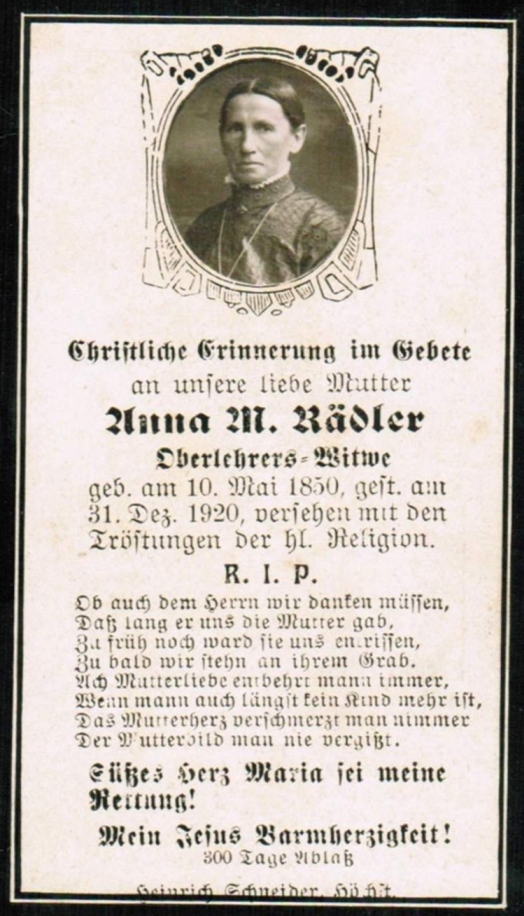 Christliche Erinnerung im Gebete
an unsere liebe Mutter
Anna M. Rädler
Oberlehrers-Witwe
geb. am 10. Mai 1850, gest. am
31. Dez. 1920, versehen mit den
Tröstungen der hl. Religion.
R. I. P.
Ob auch dem Herrn wir danken müssen,
Daß lang er uns die Mutter gab,
Zu früh noch ward sie uns entrissen,
Zu bald wir stehn an ihrem Grab.
Ach Mutterliebe entbehrt mann immer,
Wenn mann auch längst kein Kind mehr ist,
Das Mutterherz verschmerzt man nimmer
Der Mutterbild man nie vergißt.
Süßes Herz Maria sei meine
Rettung!
Mein Jesus Barmherzigkeit!
300 Tage Ablaß
Heinrich Schneider, Höchst.